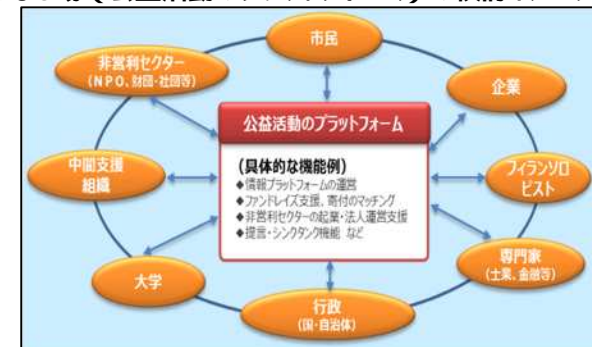 市民
非営利セクター
(NPO、財団・社団等)
企業
公益活動のプラットフォーム
(具体的な機能例)
◆情報プラットフォームの運営
◆ファンドレイズ支援、寄付のマッチング
◆非営利セクターの起業・法人運営支援
◆提言・シンクタンク機能 など
中間支援
組織
フィランソロ
ピスト
大学
専門家
(士業、金融等)
行政
(国・自治体)